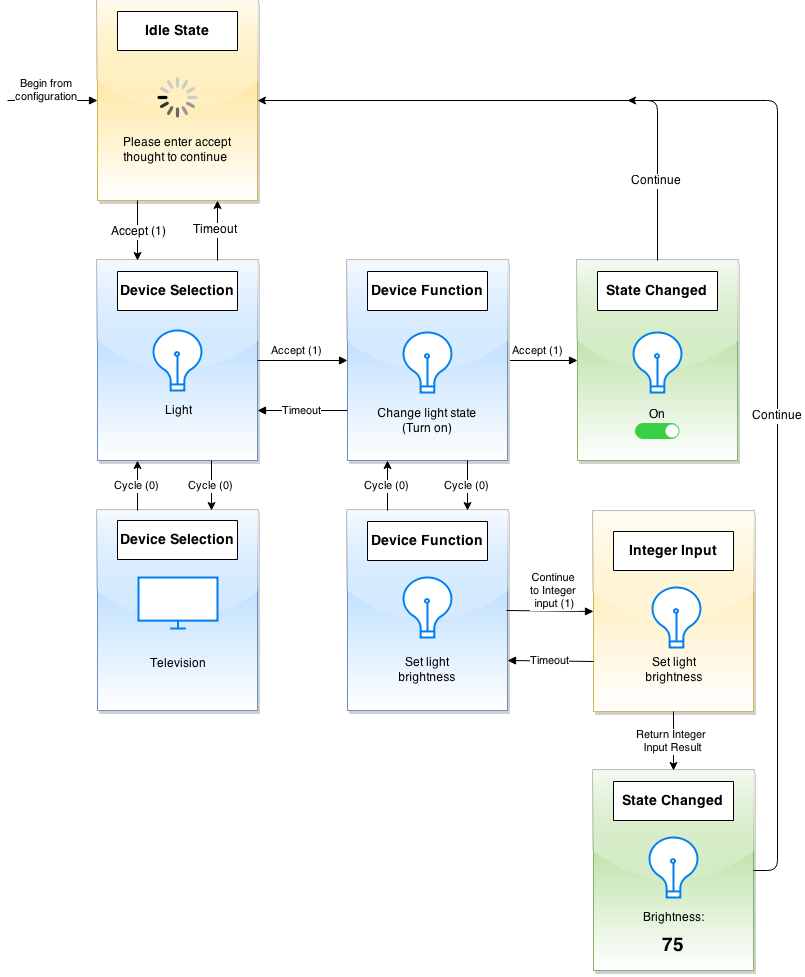 Idle State
Begin from
configuration
Please enter accept
thought to continue
Continue
Accept (1)
Timeout
Device Selection
Light
Accept (1)
Timeout
Device Function
Change light state
(Turn on)
Accept (1)
State Changed
On
Continue
Cycle (0)
Cycle (0)
Cycle (0)
Cycle (0)
Device Selection
Television
Device Function
Set light
brightness
Continue
to Integer
input (1)
Timeout
Integer Input
Set light
brightness
Return Integer
Input Result
State Changed
Brightness:
75